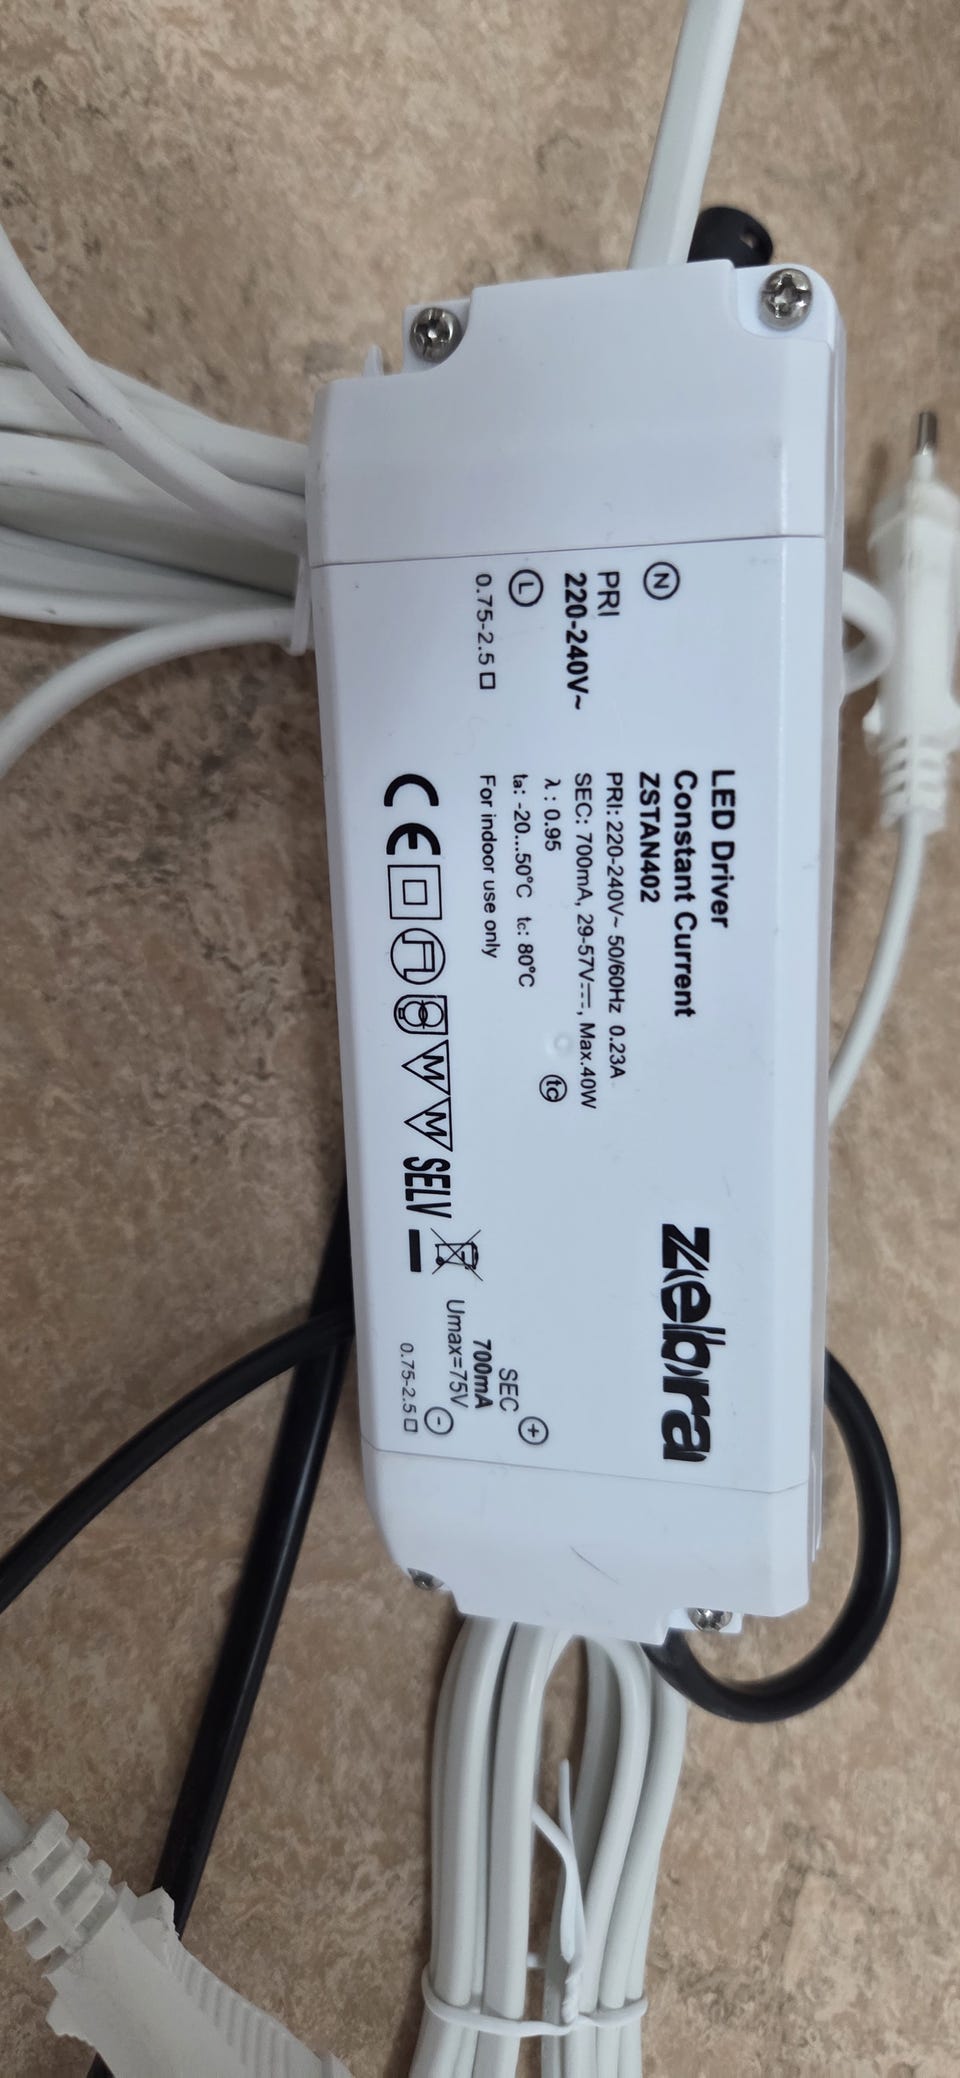 N
PRI
220-240V~
L
0.75-2.5
LED Driver
Constant Current
ZSTAN402
PRI: 220-240V~ 50/60Hz 0.23A
SEC: 700mA, 29-57V⎓, Max.40W
λ : 0.95
ta: -20...50°C tc: 80°C
tc
For indoor use only
CE M M SELV
zebra
SEC +
700mA
Umax=75V -
0.75-2.5